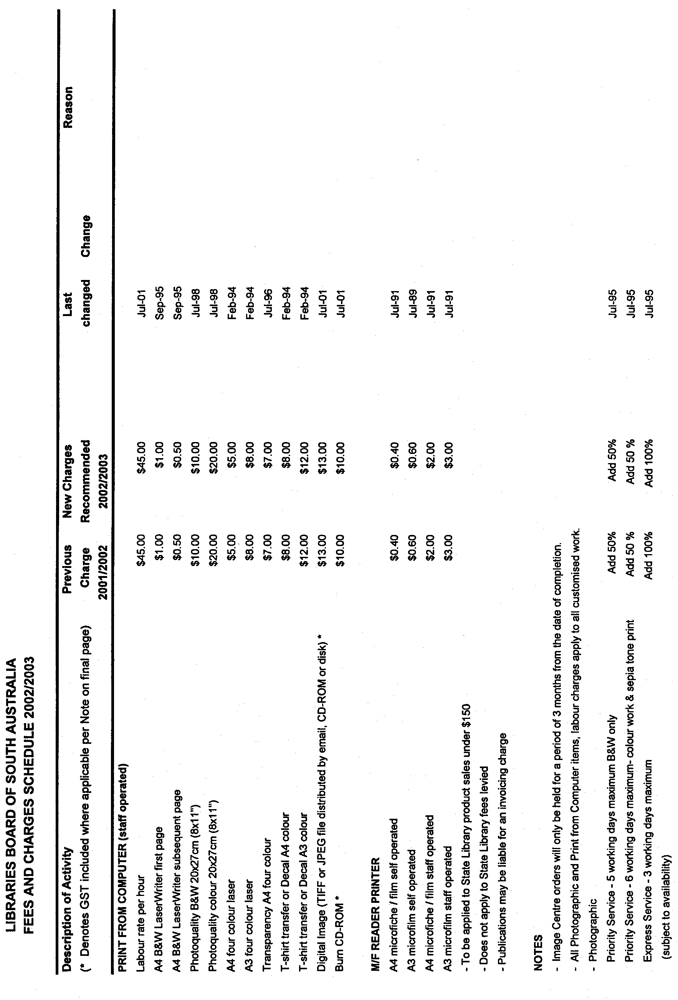 LIBRARIES BOARD OF SOUTH AUSTRALIA
FEES AND CHARGES SCHEDULE 2002/2003
Description of Activity Previous New Charges Last Reason
(* Denotes GST included where applicable per Note on final page) Charge Recommended changed Change
2001/2002 2002/2003
PRINT FROM COMPUTER (staff operated)
Labour rate per hour $45.00 $45.00 Jul-01
A4 B&W LaserWriter first page $1.00 $1.00 Sep-95
A4 B&W LaserWriter subsequent page $0.50 $0.50 Sep-95
Photoquality B&W 20x27cm (8x11") $10.00 $10.00 Jul-98
Photoquality colour 20x27cm (8x11") $20.00 $20.00 Jul-98
A4 four colour laser $5.00 $5.00 Feb-94
A3 four colour laser $8.00 $8.00 Feb-94
Transparency A4 four colour $7.00 $7.00 Jul-96
T-shirt transfer or Decal A4 colour $8.00 $8.00 Feb-94
T-shirt transfer or Decal A3 colour $12.00 $12.00 Feb-94
Digital Image (TIFF or JPEG file distributed by email, CD-ROM or disk) * $13.00 $13.00 Jul-01
Burn CD-ROM * $10.00 $10.00 Jul-01
M/F READER PRINTER
A4 microfiche / film self operated $0.40 $0.40 Jul-91
A3 microfilm self operated $0.60 $0.60 Jul-89
A4 microfiche / film staff operated $2.00 $2.00 Jul-91
A3 microfilm staff operated $3.00 $3.00 Jul-91
- To be applied to State Library product sales under $150
- Does not apply to State Library fees levied
- Publications may be liable for an invoicing charge
NOTES
- Image Centre orders will only be held for a period of 3 months from the date of completion.
- All Photographic and Print from Computer items, labour charges apply to all customised work.
- Photographic
Priority Service - 5 working days maximum B&W only Add 50% Add 50% Jul-95
Priority Service - 6 working days maximum- colour work & sepia tone print Add 50 % Add 50 % Jul-95
Express Service - 3 working days maximum Add 100% Add 100% Jul-95
(subject to availability)